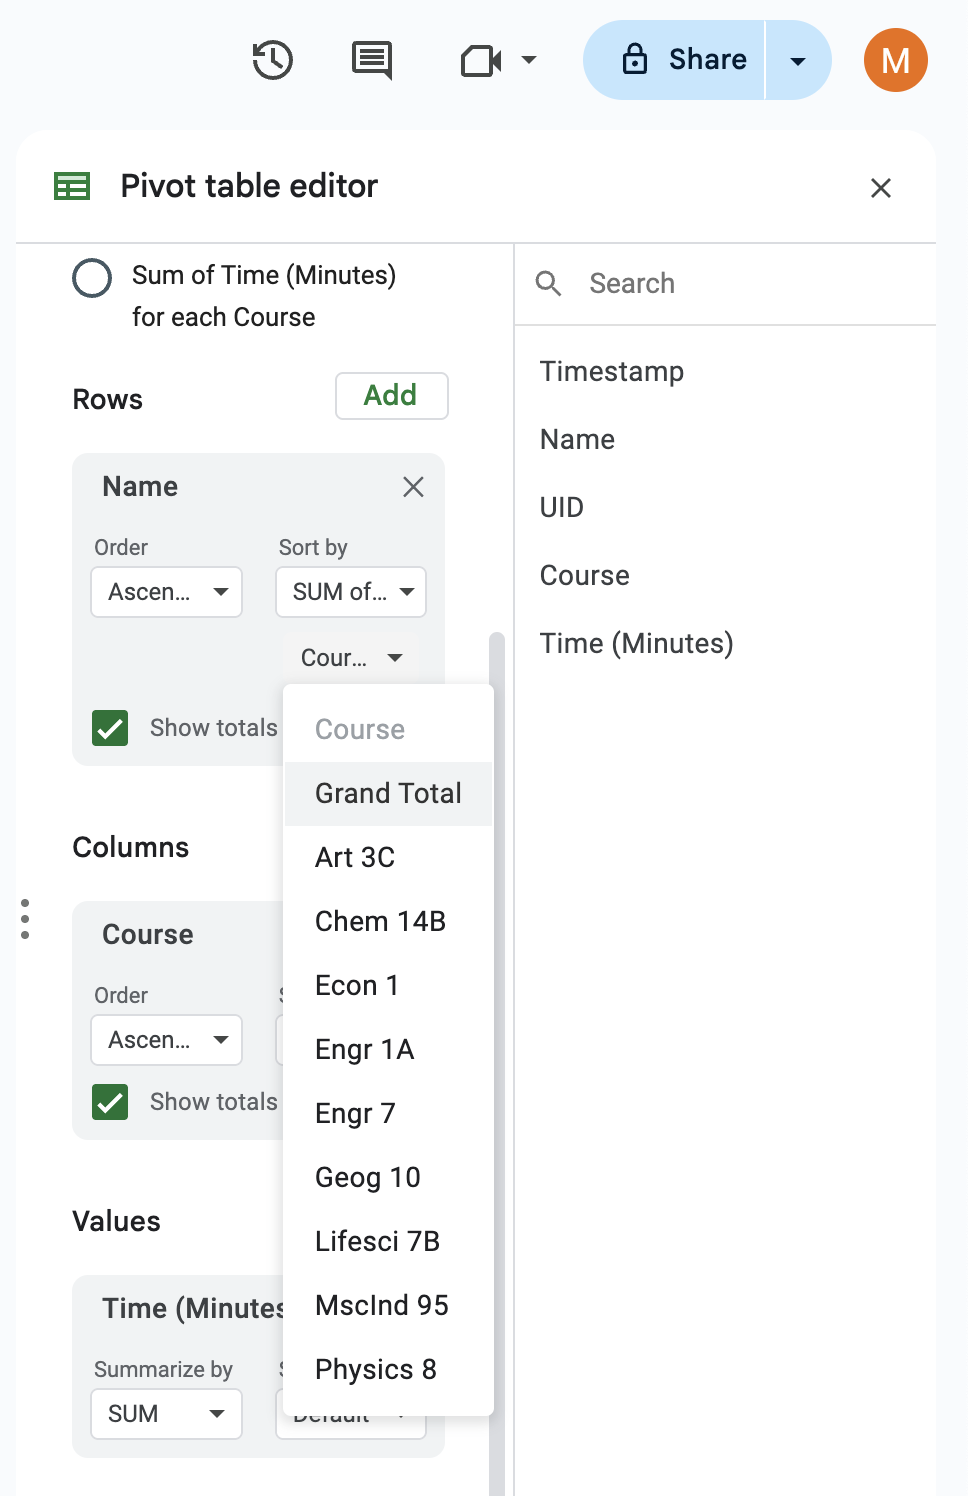 Share
M
Pivot table editor
Sum of Time (Minutes)
for each Course
Search
Timestamp
Name
UID
Course
Time (Minutes)
Rows
Add
Name
Order
Sort by
Ascen...
SUM of...
Cour...
Show totals
Course
Grand Total
Art 3C
Chem 14B
Econ 1
Engr 1A
Engr 7
Geog 10
Lifesci 7B
MscInd 95
Physics 8
Columns
Course
Order
Ascen...
Show totals
Values
Time (Minutes
Summarize by
SUM
Default